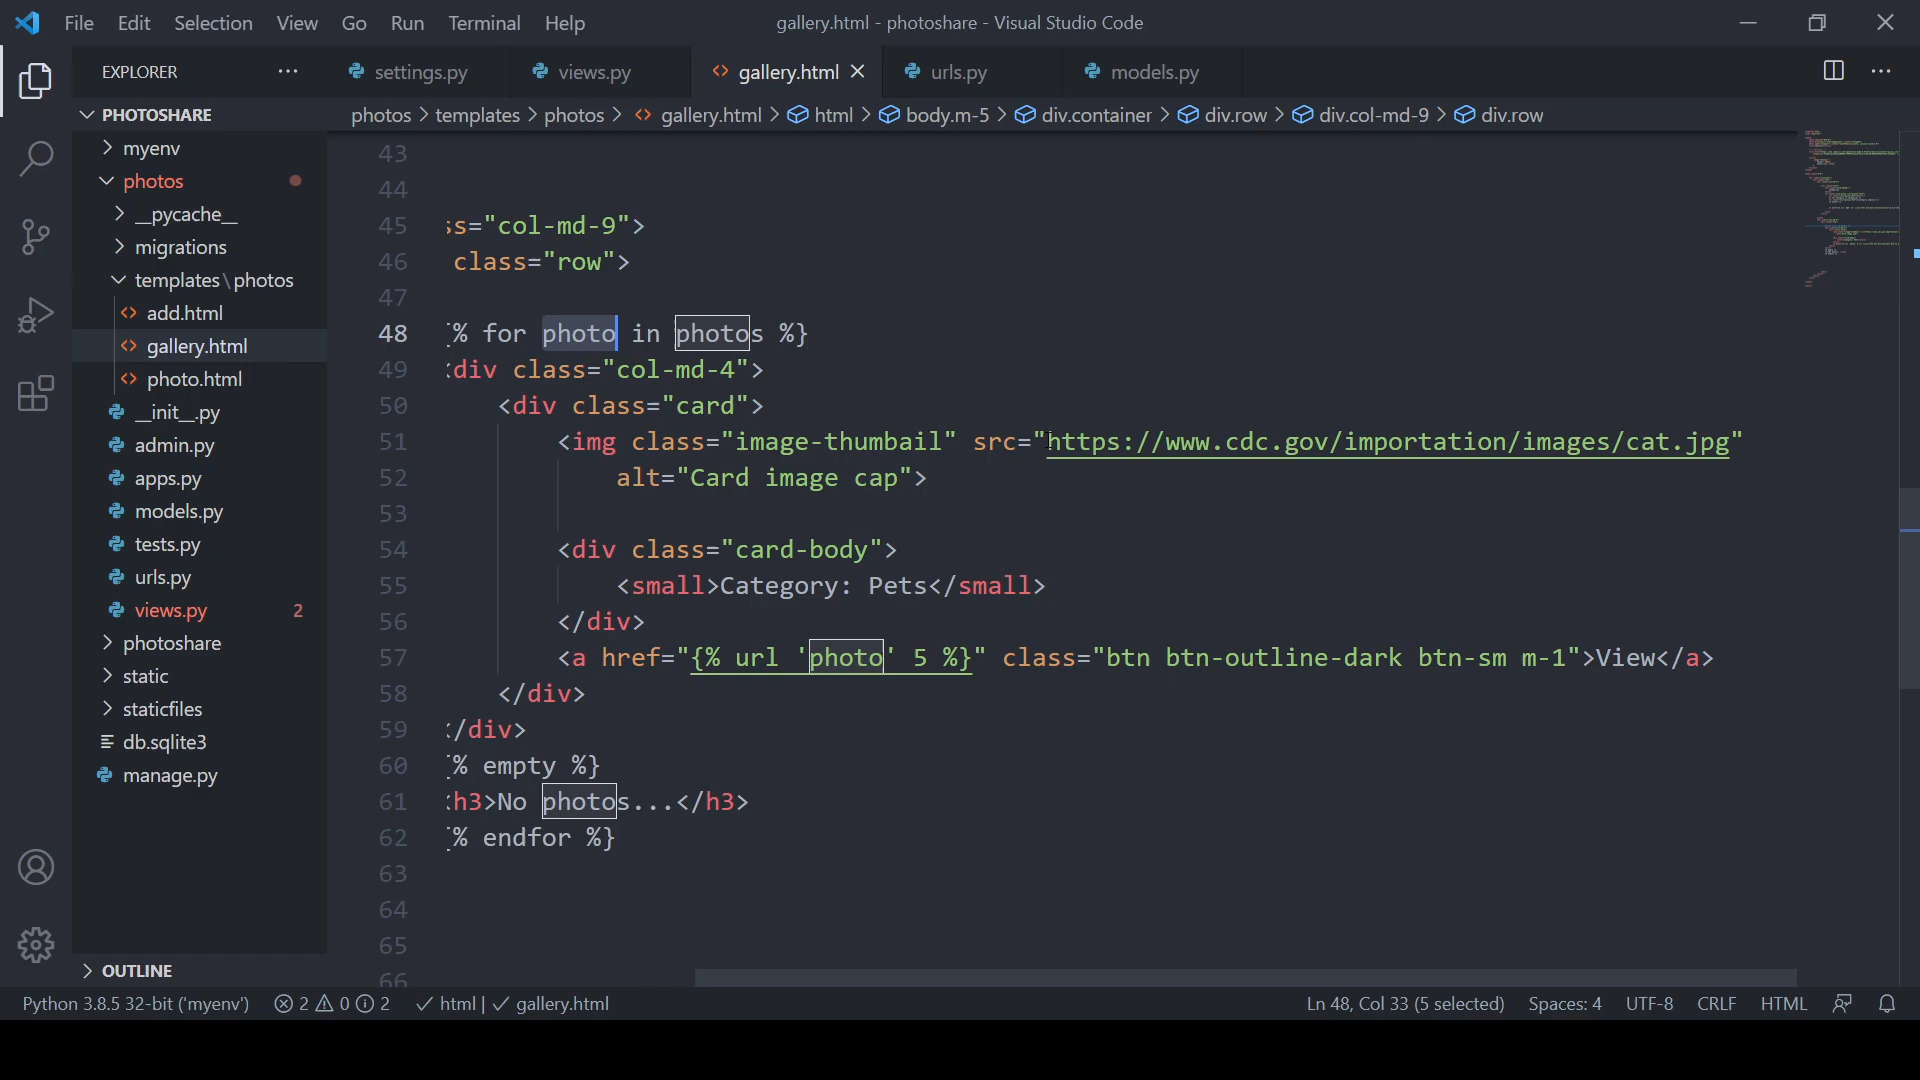 File Edit Selection View Go Run Terminal Help gallery.html - photoshare - Visual Studio Code
EXPLORER ··· settings.py views.py gallery.html urls.py models.py ···
PHOTOSHARE
photos > templates > photos > gallery.html > html > body.m-5 > div.container > div.row > div.col-md-9 > div.row
myenv
photos
__pycache__
migrations
templates\photos
add.html
gallery.html
photo.html
__init__.py
admin.py
apps.py
models.py
tests.py
urls.py
views.py 2
photoshare
static
staticfiles
db.sqlite3
manage.py
OUTLINE
43
44
45 ss="col-md-9">
46 class="row">
47
48 % for photo in photos %}
49 div class="col-md-4">
50 <div class="card">
51 <img class="image-thumbail" src="https://www.cdc.gov/importation/images/cat.jpg"
52 alt="Card image cap">
53
54 <div class="card-body">
55 <small>Category: Pets</small>
56 </div>
57 <a href="{% url 'photo' 5 %}" class="btn btn-outline-dark btn-sm m-1">View</a>
58 </div>
59 /div>
60 % empty %}
61 h3>No photos...</h3>
62 % endfor %}
63
64
65
66
Python 3.8.5 32-bit ('myenv') 2 0 2 html | gallery.html Ln 48, Col 33 (5 selected) Spaces: 4 UTF-8 CRLF HTML